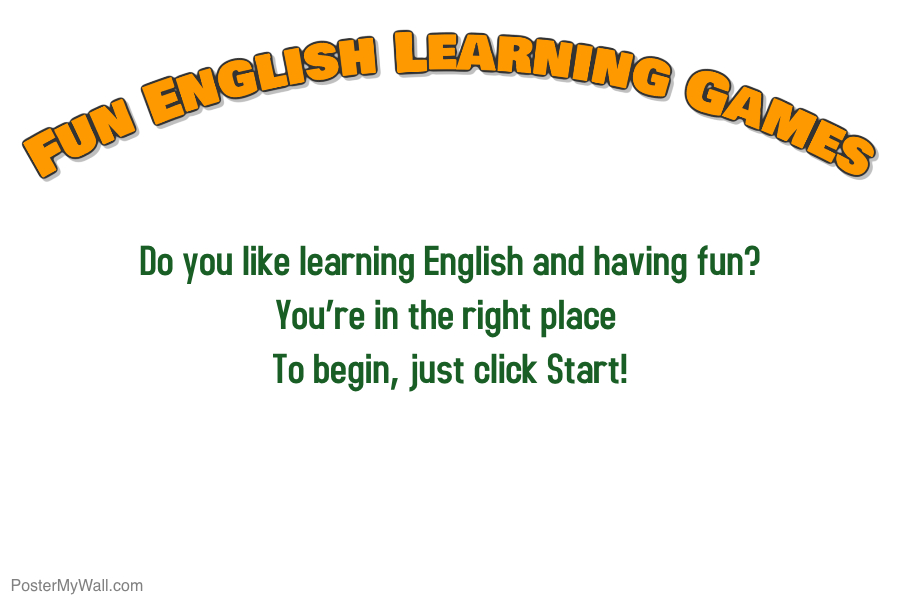 Fun English Learning Games
Do you like learning English and having fun?
You're in the right place
To begin, just click Start!
PosterMyWall.com